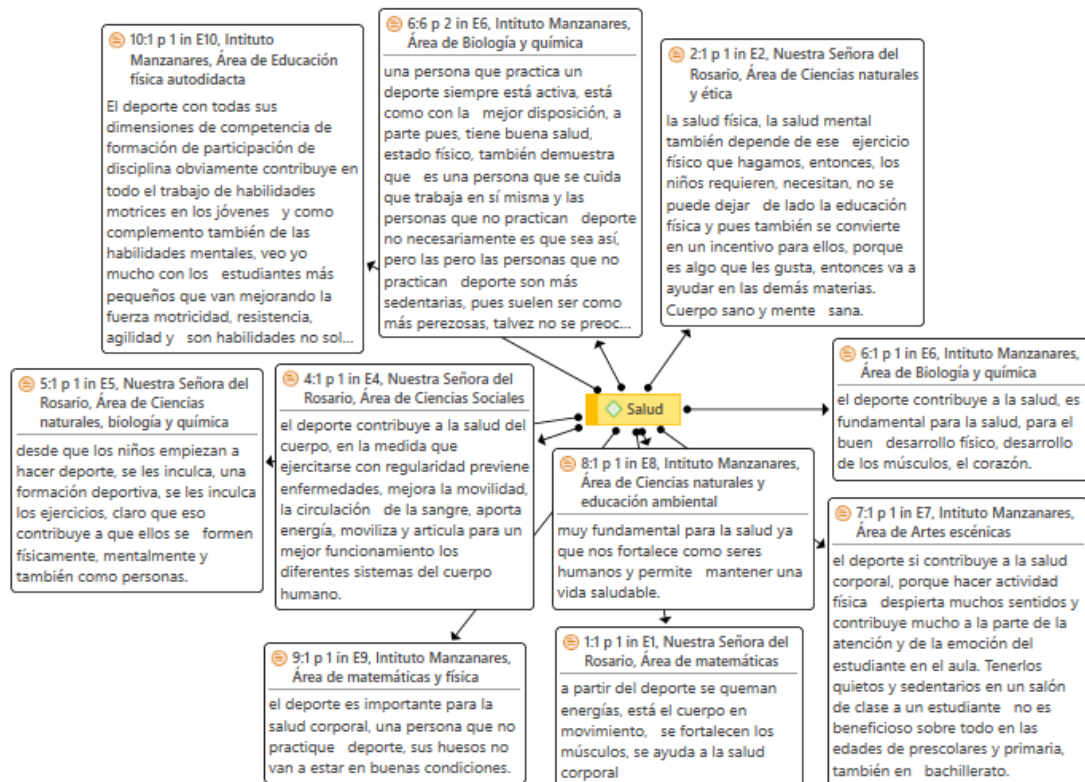 10:1 p 1 in E10, Intituto
Manzanares, Área de Educación
física autodidacta
El deporte con todas sus
dimensiones de competencia de
formación de participación de
disciplina obviamente contribuye en
todo el trabajo de habilidades
motrices en los jóvenes y como
complemento también de las
habilidades mentales, veo yo
mucho con los estudiantes más
pequeños que van mejorando la
fuerza motricidad, resistencia,
agilidad y son habilidades no sol...
6:6 p 2 in E6, Intituto Manzanares,
Área de Biología y química
una persona que practica un
deporte siempre está activa, está
como con la mejor disposición, a
parte pues, tiene buena salud,
estado físico, también demuestra
que es una persona que se cuida
que trabaja en sí misma y las
personas que no practican deporte
no necesariamente es que sea así,
pero las pero las personas que no
practican deporte son más
sedentarias, pues suelen ser como
más perezosas, talvez no se preoc...
2:1 p 1 in E2, Nuestra Señora del
Rosario, Área de Ciencias naturales
y ética
la salud física, la salud mental
también depende de ese ejercicio
físico que hagamos, entonces, los
niños requieren, necesitan, no se
puede dejar de lado la educación
física y pues también se convierte
en un incentivo para ellos, porque
es algo que les gusta, entonces va a
ayudar en las demás materias.
Cuerpo sano y mente sana.
5:1 p 1 in E5, Nuestra Señora del
Rosario, Área de Ciencias
naturales, biología y química
desde que los niños empiezan a
hacer deporte, se les inculca, una
formación deportiva, se les inculca
los ejercicios, claro que eso
contribuye a que ellos se formen
físicamente, mentalmente y
también como personas.
4:1 p 1 in E4, Nuestra Señora del
Rosario, Área de Ciencias Sociales
el deporte contribuye a la salud del
cuerpo, en la medida que
ejercitarse con regularidad previene
enfermedades, mejora la movilidad,
la circulación de la sangre, aporta
energía, moviliza y articula para un
mejor funcionamiento los
diferentes sistemas del cuerpo
humano.
Salud
6:1 p 1 in E6, Intituto Manzanares,
Área de Biología y química
el deporte contribuye a la salud, es
fundamental para la salud, para el
buen desarrollo físico, desarrollo
de los músculos, el corazón.
8:1 p 1 in E8, Intituto Manzanares,
Área de Ciencias naturales y
educación ambiental
muy fundamental para la salud ya
que nos fortalece como seres
humanos y permite mantener una
vida saludable.
7:1 p 1 in E7, Intituto Manzanares,
Área de Artes escénicas
el deporte si contribuye a la salud
corporal, porque hacer actividad
física despierta muchos sentidos y
contribuye mucho a la parte de la
atención y de la emoción del
estudiante en el aula. Tenerlos
quietos y sedentarios en un salón
de clase a un estudiante no es
beneficioso sobre todo en las
edades de prescolares y primaria,
también en bachillerato.
9:1 p 1 in E9, Intituto Manzanares,
Área de matemáticas y física
el deporte es importante para la
salud corporal, una persona que no
practique deporte, sus huesos no
van a estar en buenas condiciones.
1:1 p 1 in E1, Nuestra Señora del
Rosario, Área de matemáticas
a partir del deporte se queman
energías, está el cuerpo en
movimiento, se fortalecen los
músculos, se ayuda a la salud
corporal